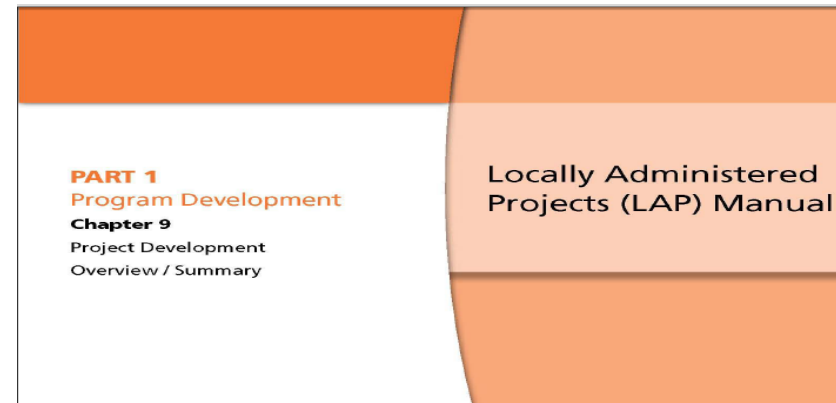 PART 1
Program Development
Chapter 9
Project Development
Overview / Summary
Locally Administered
Projects (LAP) Manual